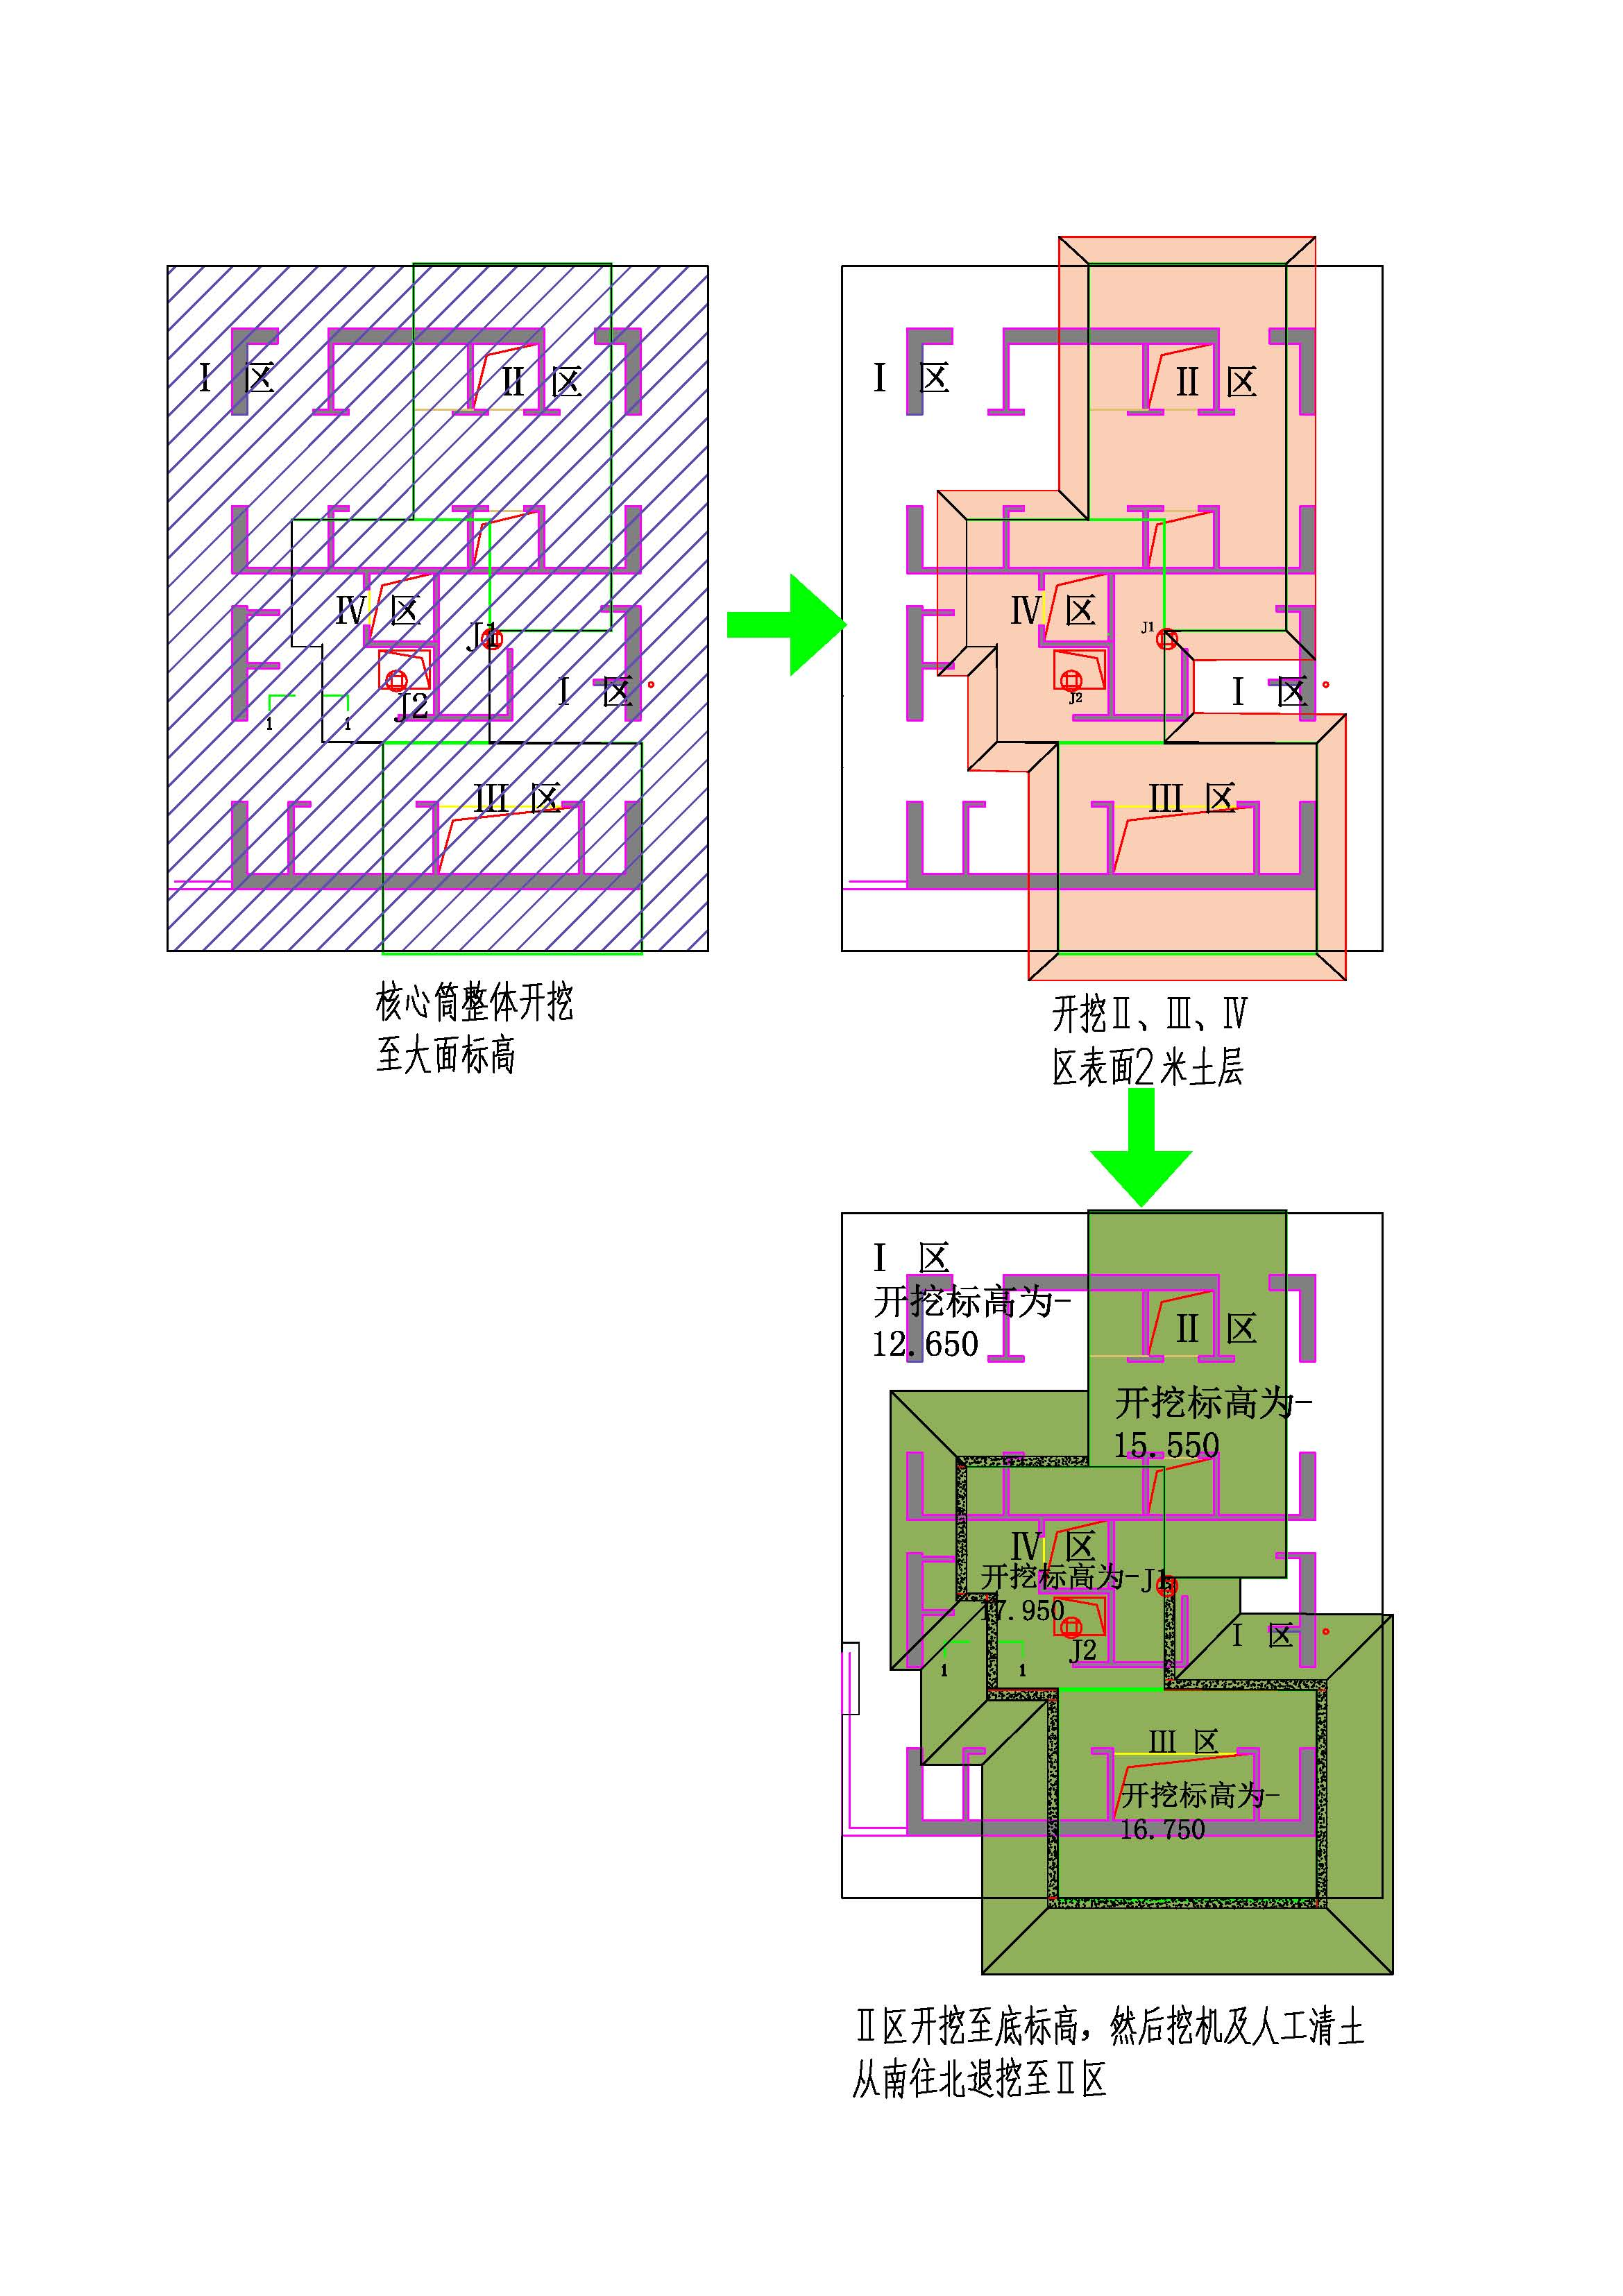 Ⅰ 区
Ⅱ 区
Ⅳ 区
J1
J2
Ⅰ 区
1 1
Ⅲ 区
核心筒整体开挖
至大面标高
Ⅰ 区
Ⅱ 区
Ⅳ 区
J1
J2
Ⅰ 区
Ⅲ 区
开挖Ⅱ、Ⅲ、Ⅳ
区表面2米土层
Ⅰ 区
开挖标高为-
12.650
Ⅱ 区
开挖标高为-
15.550
Ⅳ 区
开挖标高为-
17.950
J1
J2
Ⅰ 区
1 1
Ⅲ 区
开挖标高为-
16.750
Ⅱ区开挖至底标高，然后挖机及人工清土
从南往北退挖至Ⅱ区